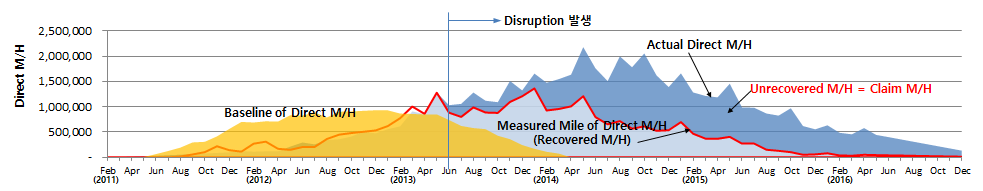 Disruption 발생
Direct M/H
2,500,000
2,000,000
1,500,000
1,000,000
500,000
-
Actual Direct M/H
Unrecovered M/H = Claim M/H
Baseline of Direct M/H
Measured Mile of Direct M/H
(Recovered M/H)
Feb Apr Jun Aug Oct Dec Feb Apr Jun Aug Oct Dec Feb Apr Jun Aug Oct Dec Feb Apr Jun Aug Oct Dec Feb Apr Jun Aug Oct Dec Feb Apr Jun Aug Oct Dec
(2011) (2012) (2013) (2014) (2015) (2016)